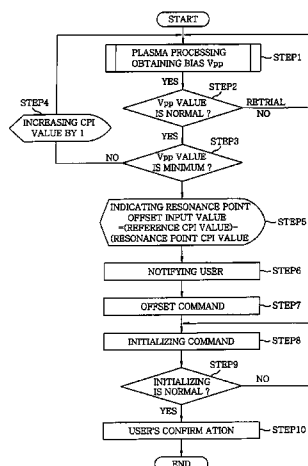 START
PLASMA PROCESSING
OBTAINING BIAS Vpp
STEP1
YES
STEP2
Vpp VALUE
IS NORMAL ?
RETRIAL
NO
STEP4
INCREASING CPI
VALUE BY 1
YES
STEP3
NO
Vpp VALUE
IS MINIMUM ?
INDICATING RESONANCE POINT
OFFSET INPUT VALUE
=(REFERENCE CPI VALUE)−
(RESONANCE POINT CPI VALUE
STEP5
NOTIFYING USER
STEP6
OFFSET COMMAND
STEP7
INITIALIZING COMMAND
STEP8
STEP9
INITIALIZING
IS NORMAL ?
NO
YES
USER'S CONFIRM ATION
STEP10
END